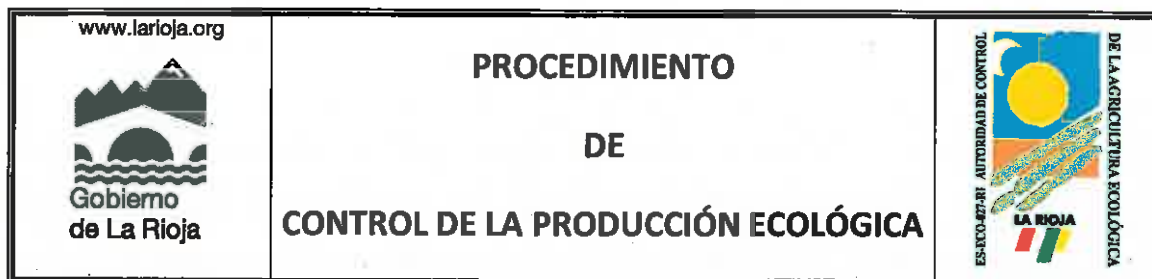 www.larioja.org
Gobierno
de La Rioja
PROCEDIMIENTO
DE
CONTROL DE LA PRODUCCIÓN ECOLÓGICA
ES-ECO-027-RI AUTORIDAD DE CONTROL
DE LA AGRICULTURA ECOLÓGICA
LA RIOJA